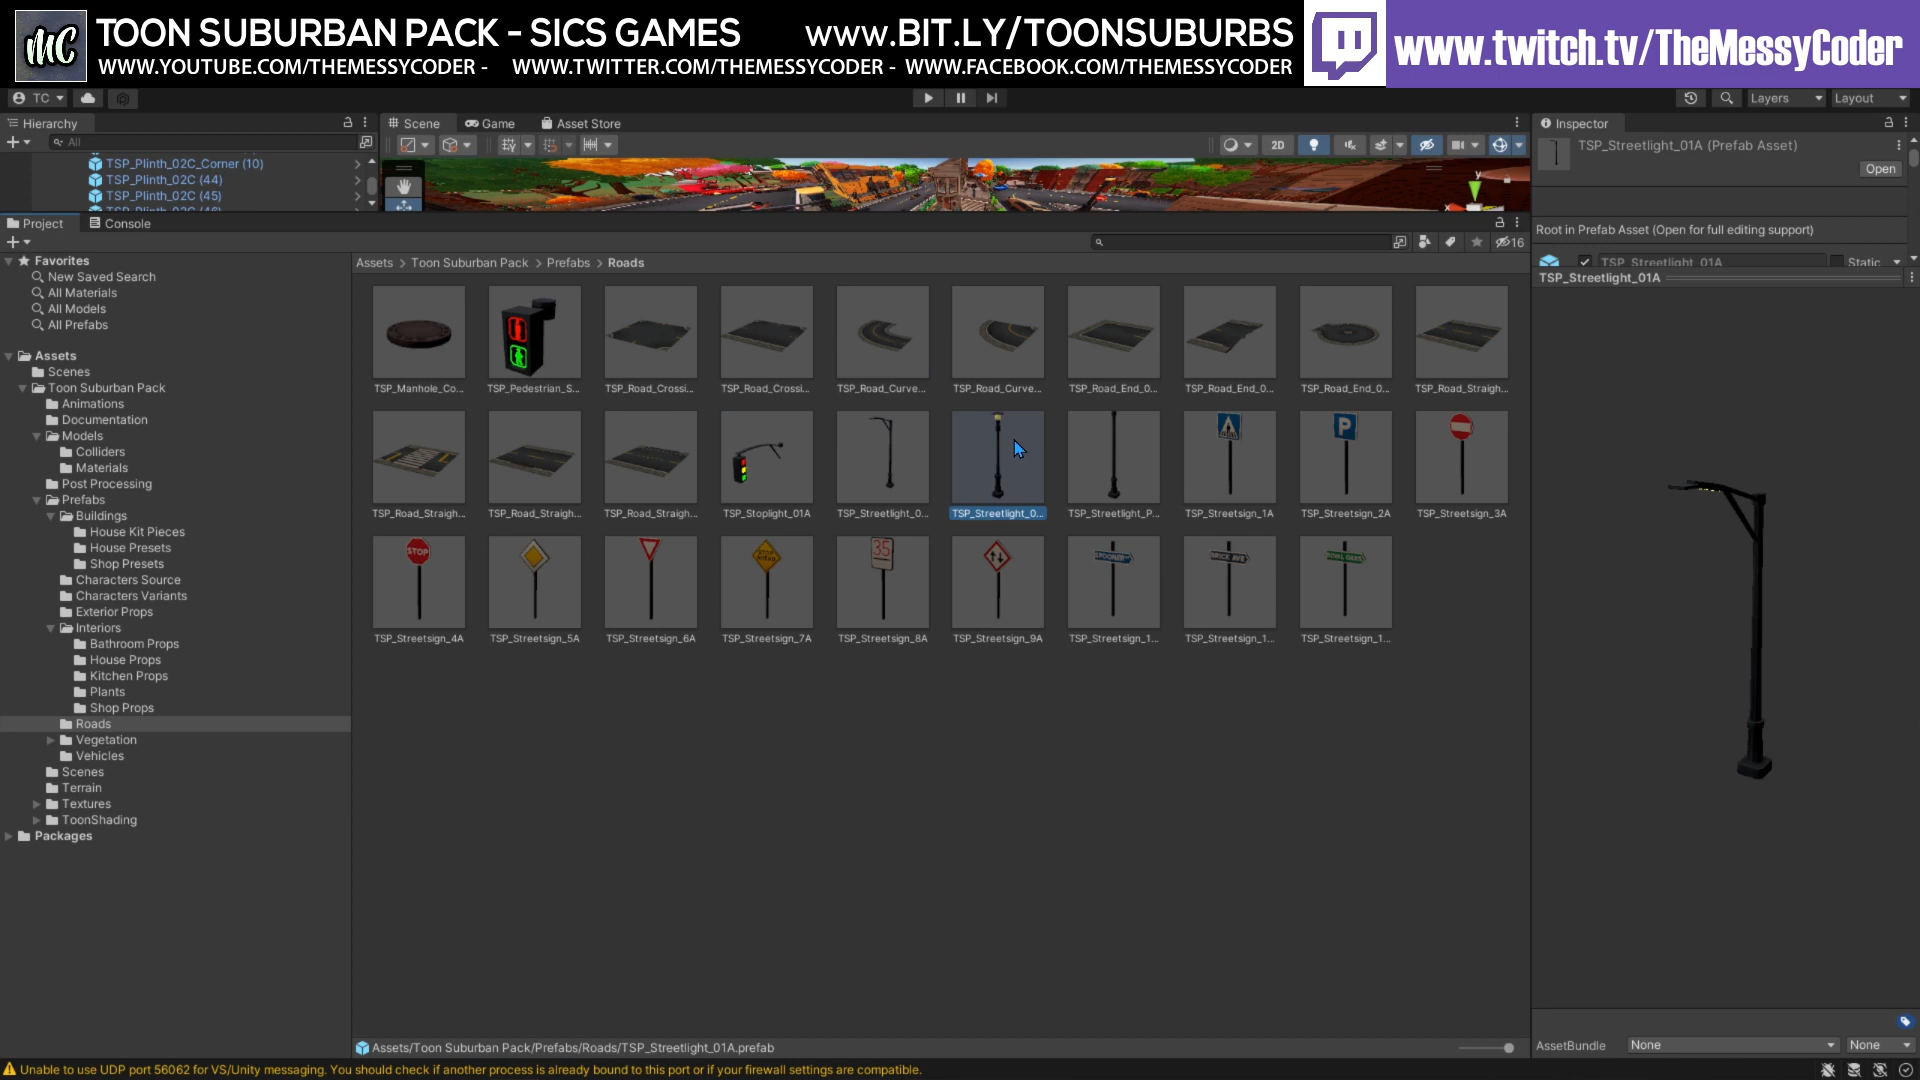 MC TOON SUBURBAN PACK - SICS GAMES www.BIT.LY/TOONSUBURBS www.twitch.tv/TheMessyCoder
WWW.YOUTUBE.COM/THEMESSYCODER - WWW.TWITTER.COM/THEMESSYCODER - WWW.FACEBOOK.COM/THEMESSYCODER
TC Layers Layout
Hierarchy
All
TSP_Plinth_02C_Corner (10)
TSP_Plinth_02C (44)
TSP_Plinth_02C (45)
Scene Game Asset Store
2D
y
x
Inspector
TSP_Streetlight_01A (Prefab Asset)
Open
Root in Prefab Asset (Open for full editing support)
TSP_Streetlight_01A Static
TSP_Streetlight_01A
Project Console
16
Favorites
New Saved Search
All Materials
All Models
All Prefabs
Assets
Scenes
Toon Suburban Pack
Animations
Documentation
Models
Colliders
Materials
Post Processing
Prefabs
Buildings
House Kit Pieces
House Presets
Shop Presets
Characters Source
Characters Variants
Exterior Props
Interiors
Bathroom Props
House Props
Kitchen Props
Plants
Shop Props
Roads
Vegetation
Vehicles
Scenes
Terrain
Textures
ToonShading
Packages
Assets > Toon Suburban Pack > Prefabs > Roads
TSP_Manhole_Co... TSP_Pedestrian_S... TSP_Road_Crossi... TSP_Road_Crossi... TSP_Road_Curve... TSP_Road_Curve... TSP_Road_End_0... TSP_Road_End_0... TSP_Road_End_0... TSP_Road_Straigh...
P
TSP_Road_Straigh... TSP_Road_Straigh... TSP_Road_Straigh... TSP_Stoplight_01A TSP_Streetlight_0... TSP_Streetlight_0... TSP_Streetlight_P... TSP_Streetsign_1A TSP_Streetsign_2A TSP_Streetsign_3A
STOP 35
TSP_Streetsign_4A TSP_Streetsign_5A TSP_Streetsign_6A TSP_Streetsign_7A TSP_Streetsign_8A TSP_Streetsign_9A TSP_Streetsign_1... TSP_Streetsign_1... TSP_Streetsign_1...
Assets/Toon Suburban Pack/Prefabs/Roads/TSP_Streetlight_01A.prefab
AssetBundle None None
Unable to use UDP port 56062 for VS/Unity messaging. You should check if another process is already bound to this port or if your firewall settings are compatible.